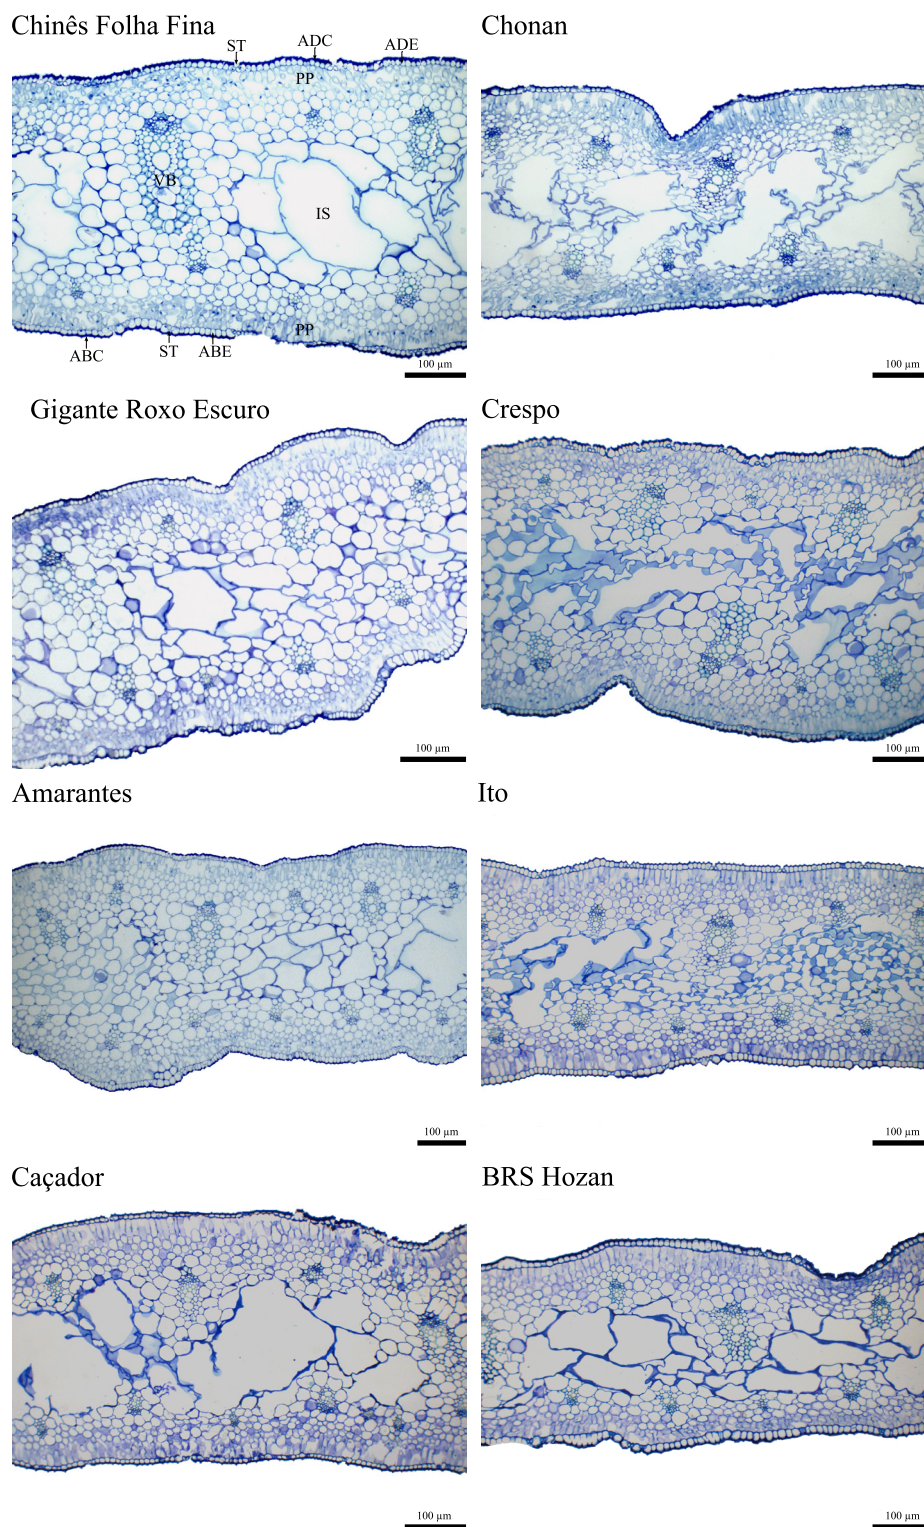 Chinês Folha Fina
Chonan
ST
ADC
ADE
PP
VB
IS
PP
ABC
ST
ABE
100 µm
100 µm
Gigante Roxo Escuro
Crespo
100 µm
100 µm
Amarantes
Ito
100 µm
100 µm
Caçador
BRS Hozan
100 µm
100 µm